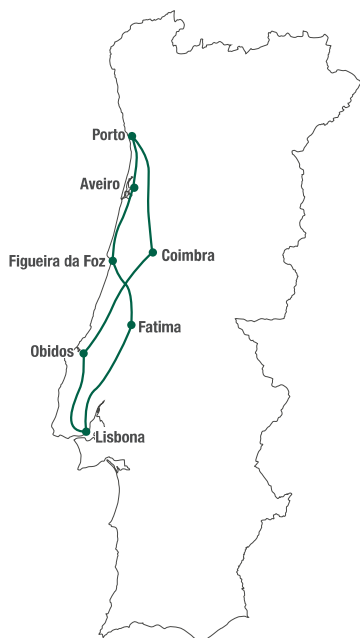 Porto
Aveiro
Figueira da Foz
Coimbra
Fatima
Obidos
Lisbona